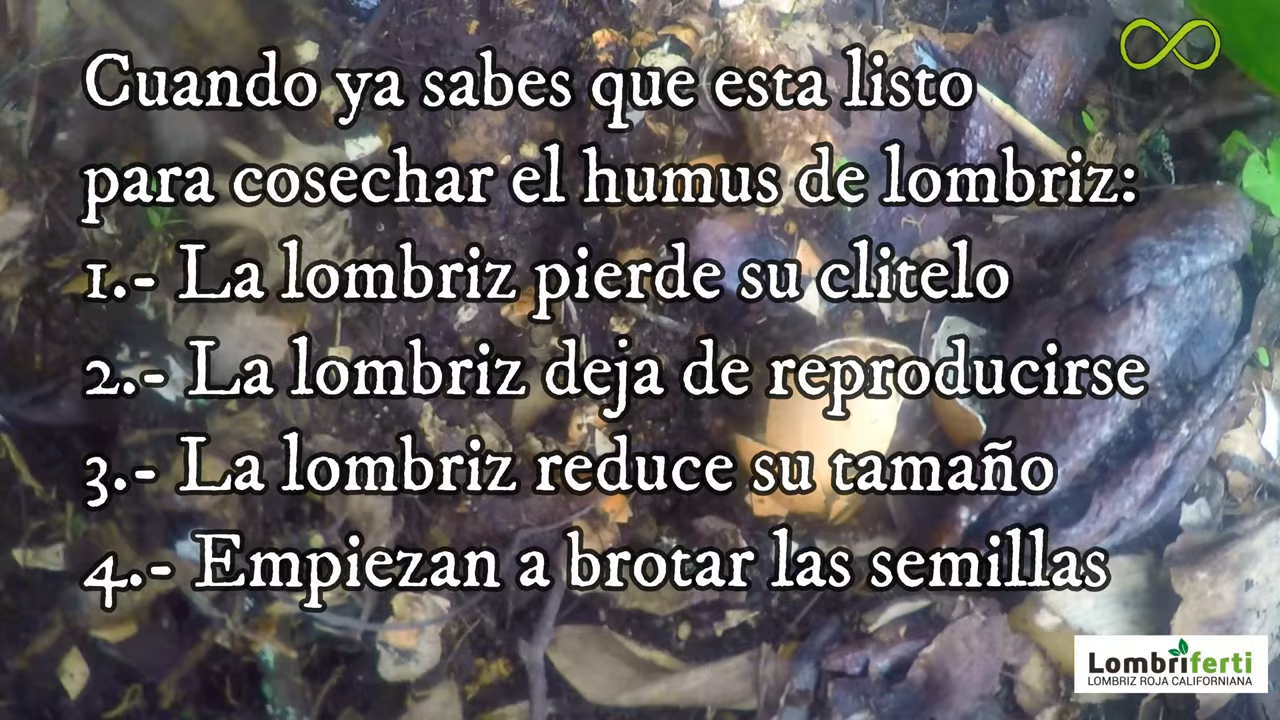 Cuando ya sabes que esta listo
para cosechar el humus de lombriz:
1.- La lombriz pierde su clitelo
2.- La lombriz deja de reproducirse
3.- La lombriz reduce su tamaño
4.- Empiezan a brotar las semillas
Lombriferti
LOMBRIZ ROJA CALIFORNIANA